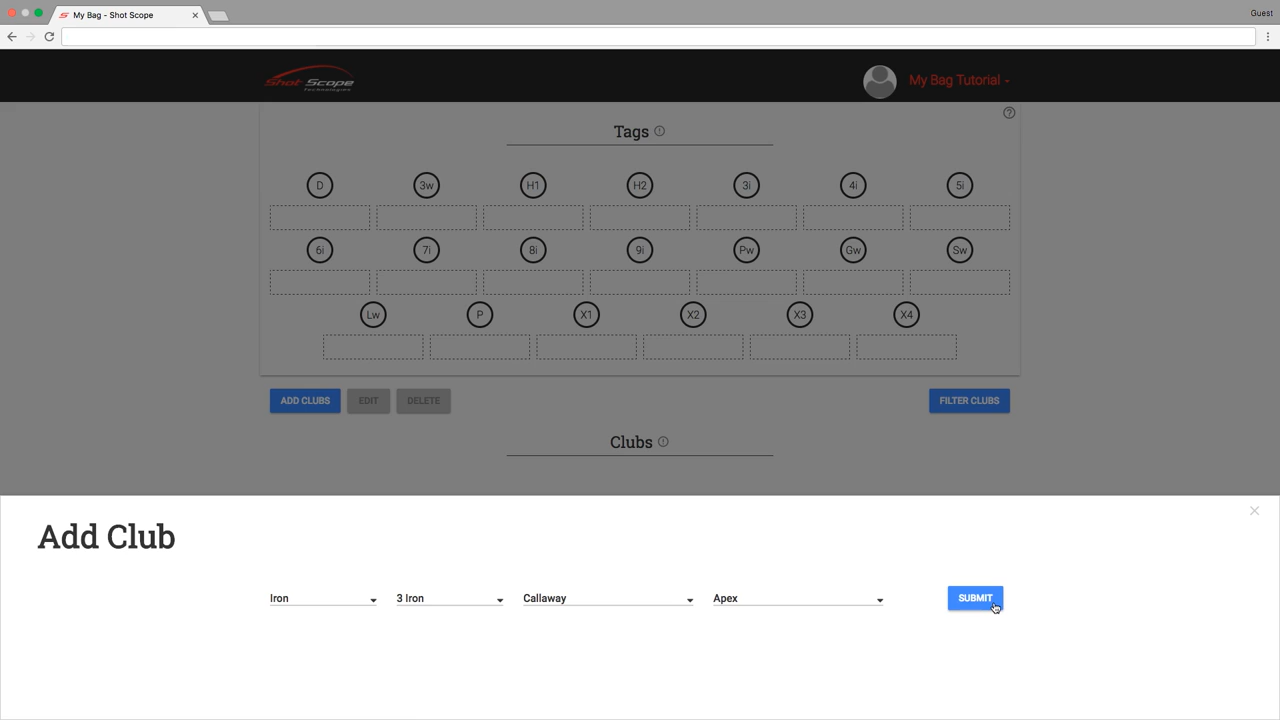 My Bag - Shot Scope
Guest
Shot Scope
Technologies
My Bag Tutorial
Tags
D 3w H1 H2 3i 4i 5i
6i 7i 8i 9i Pw Gw Sw
Lw P X1 X2 X3 X4
ADD CLUBS EDIT DELETE FILTER CLUBS
Clubs
Add Club
Iron 3 Iron Callaway Apex SUBMIT